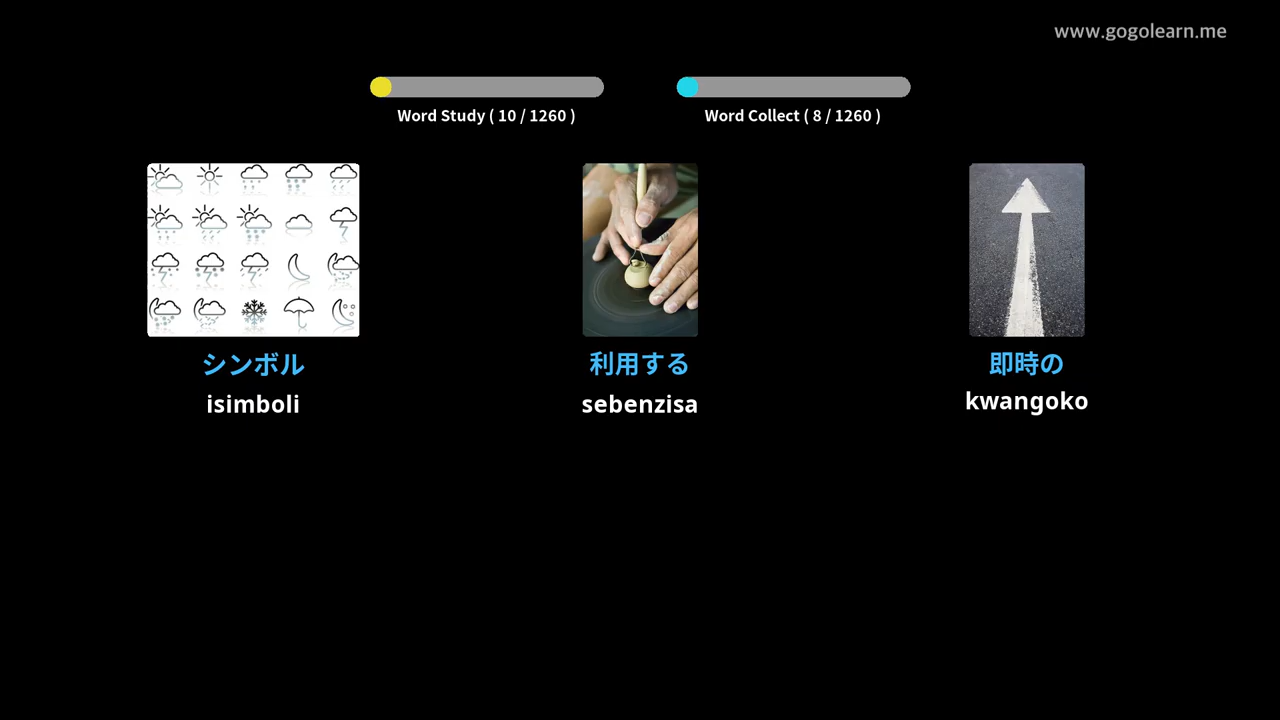 www.gogolearn.me
Word Study ( 10 / 1260 )
Word Collect ( 8 / 1260 )
シンボル
isimboli
利用する
sebenzisa
即時の
kwangoko